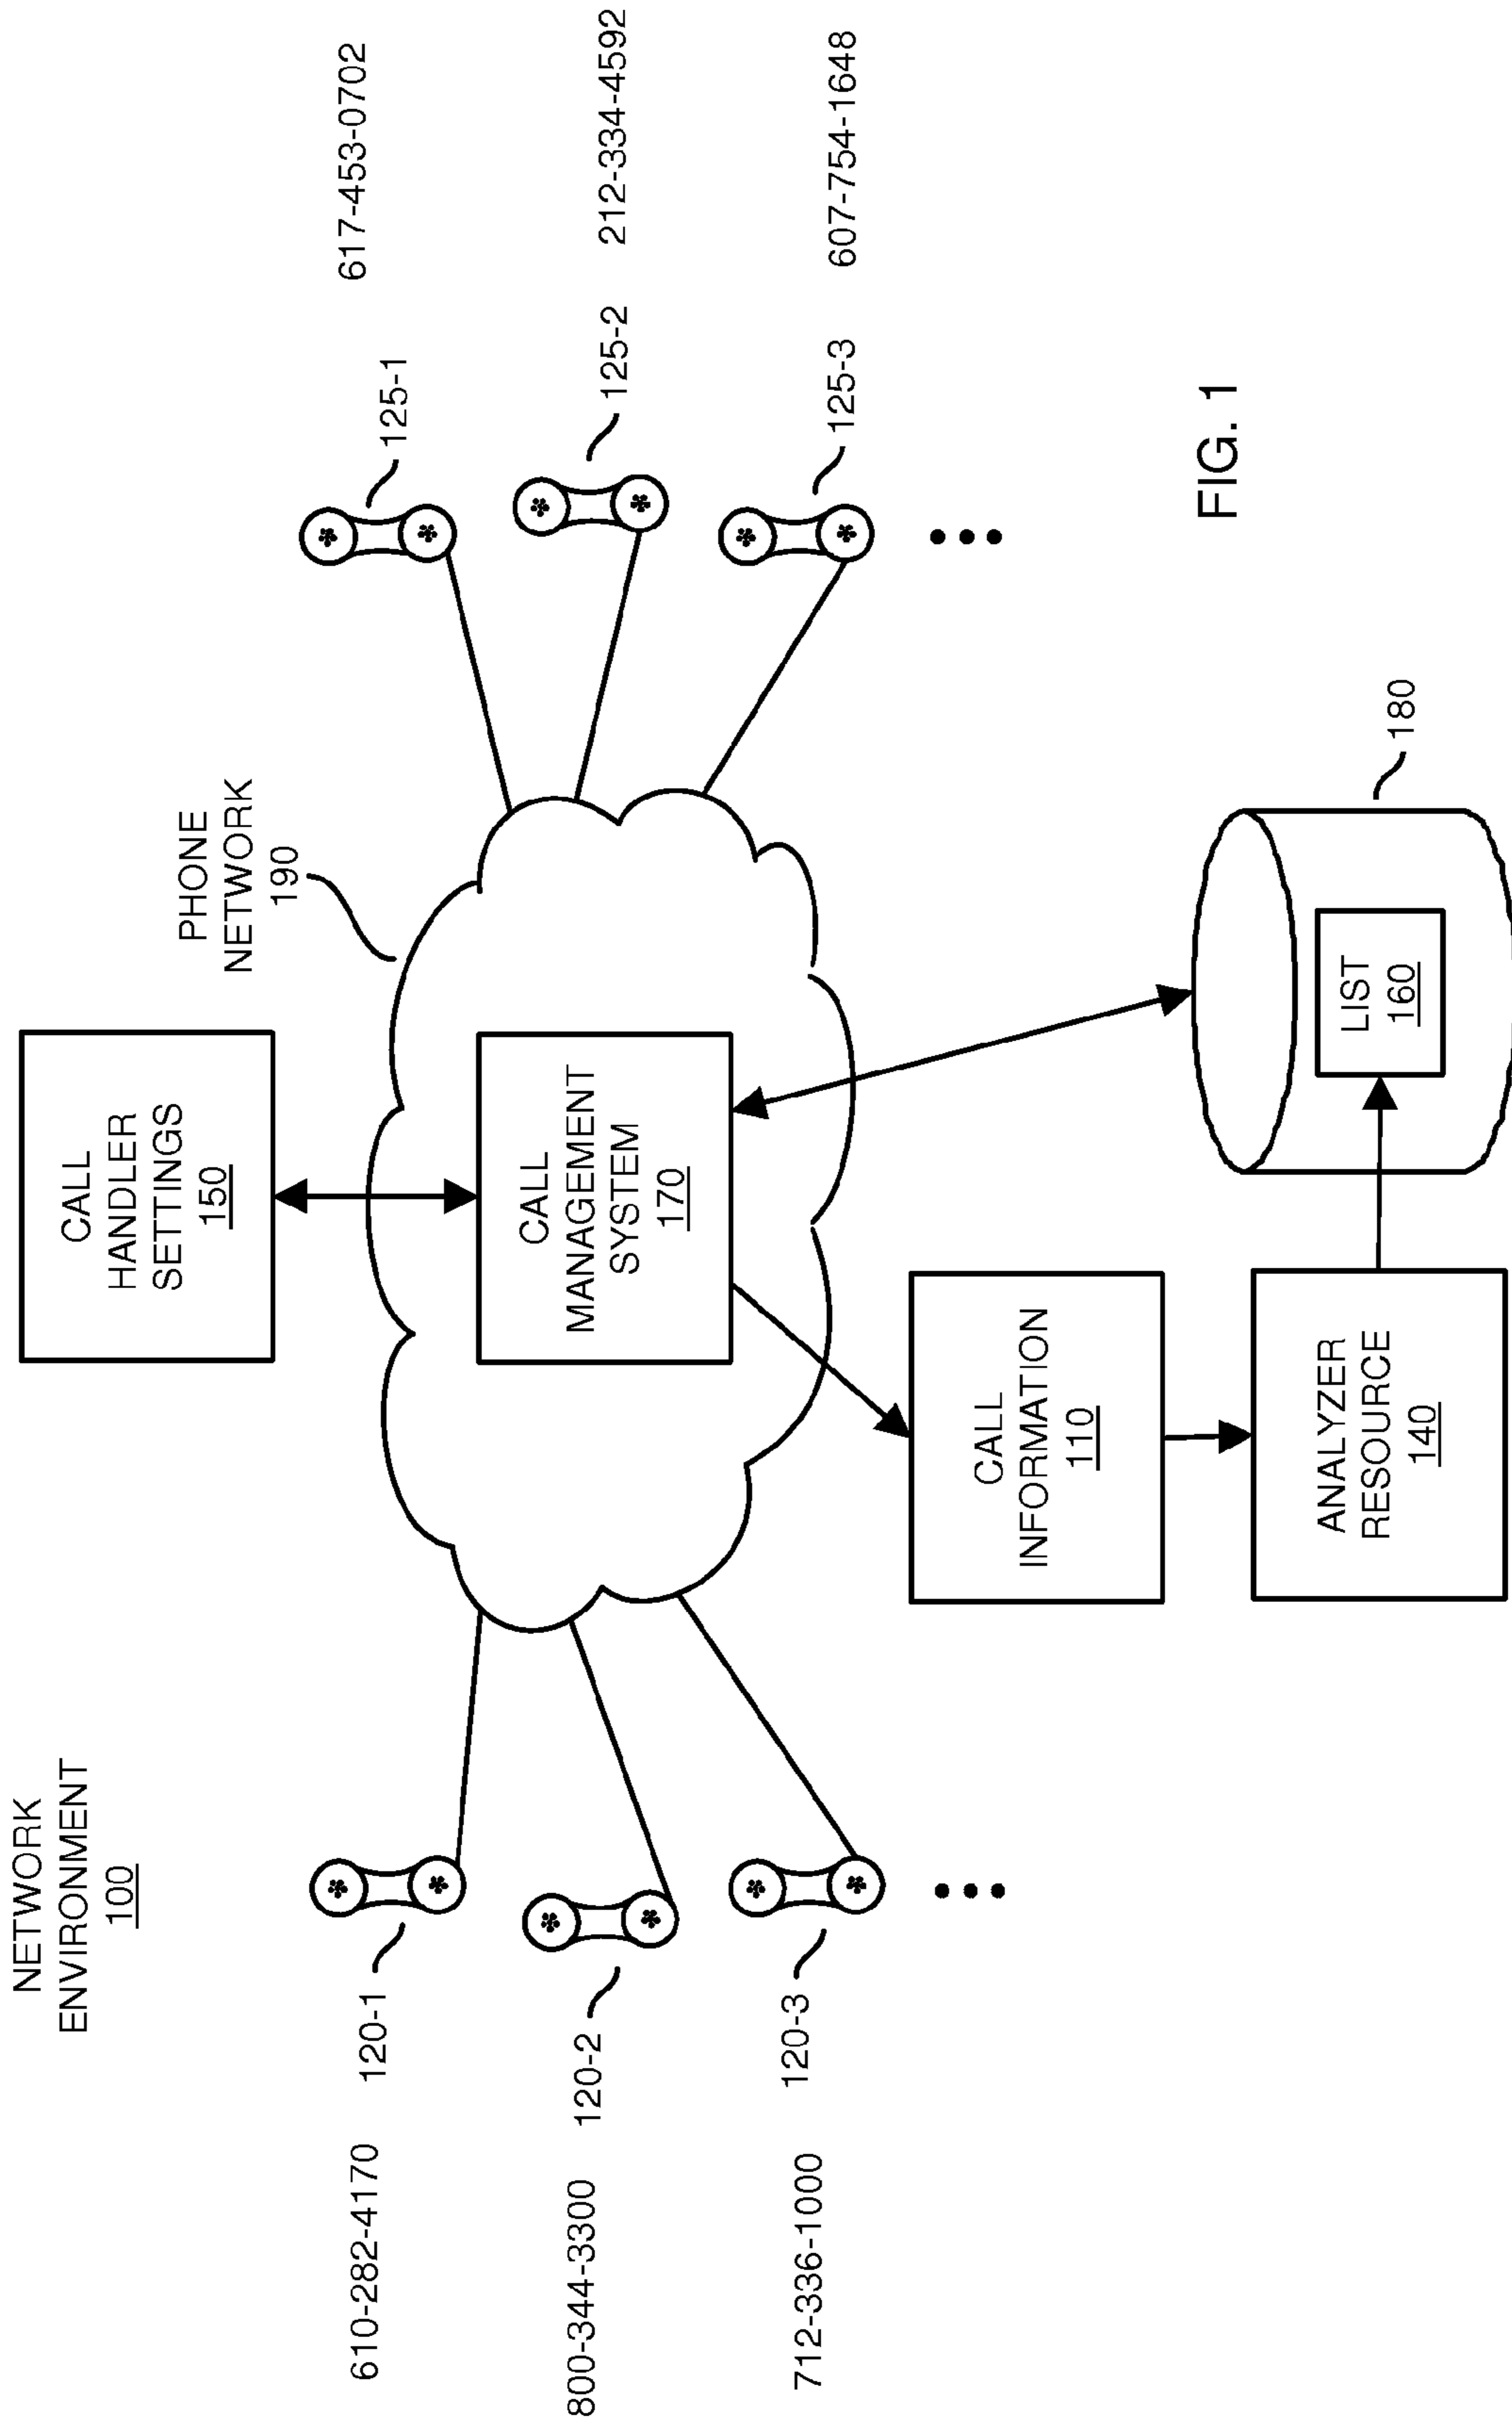 NETWORK
ENVIRONMENT
100
CALL
HANDLER
SETTINGS
150
PHONE
NETWORK
190
610-282-4170
120-1
800-344-3300
120-2
712-336-1000
120-3
CALL
MANAGEMENT
SYSTEM
170
125-1
617-453-0702
125-2
212-334-4592
125-3
607-754-1648
CALL
INFORMATION
110
ANALYZER
RESOURCE
140
LIST
160
180
FIG. 1